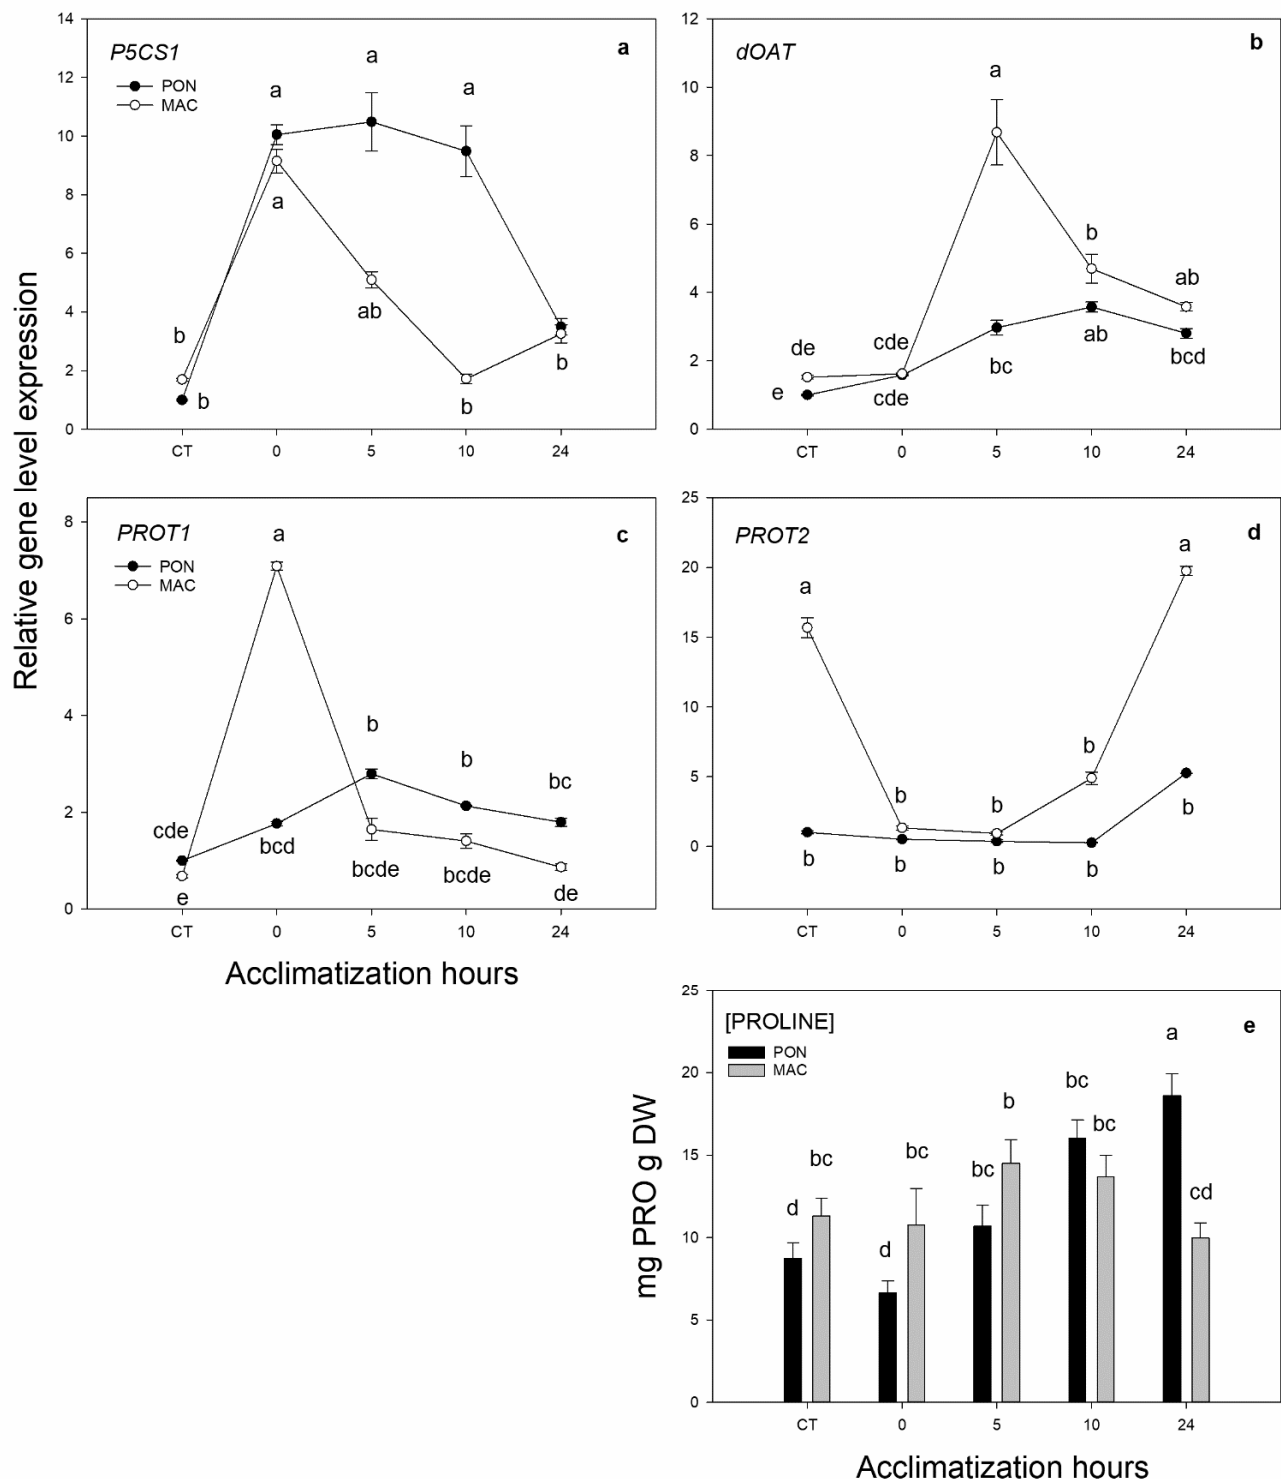 Relative gene level expression
P5CS1
a
PON
MAC
14
12
10
8
6
4
2
0
b
b
a
a
a
ab
a
b
b
CT
0
5
10
24
dOAT
b
12
10
8
6
4
2
0
de
e
cde
cde
a
bc
b
ab
ab
bcd
CT
0
5
10
24
PROT1
c
PON
MAC
8
6
4
2
0
cde
e
a
bcd
b
bcde
b
bcde
bc
de
CT
0
5
10
24
Acclimatization hours
PROT2
d
25
20
15
10
5
0
a
b
b
b
b
b
b
b
a
b
CT
0
5
10
24
mg PRO g DW
[PROLINE]
e
PON
MAC
25
20
15
10
5
0
d
bc
d
bc
bc
b
bc
bc
a
cd
CT
0
5
10
24
Acclimatization hours